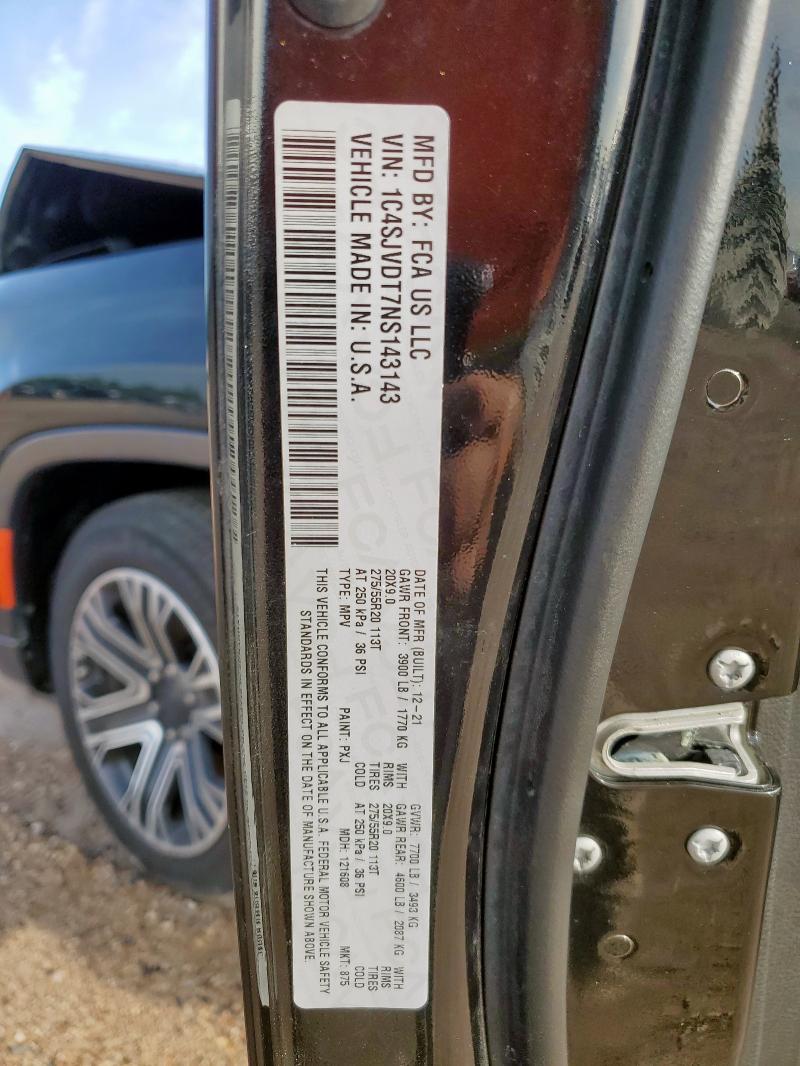 MFD BY: FCA US LLC
VIN: 1C4SJVDT7NS143143
VEHICLE MADE IN: U.S.A.
DATE OF MFR (BUILT): 12-21 GVWR: 7700 LB / 3493 KG
GAWR FRONT: 3900 LB / 1770 KG WITH GAWR REAR: 4600 LB / 2087 KG WITH
20X9.0 RIMS 20X9.0 RIMS
275/55R20 113T TIRES 275/55R20 113T TIRES
AT 250 kPa / 36 PSI COLD AT 250 kPa / 36 PSI COLD
TYPE: MPV PAINT: PXJ MDH: 121608 MKT: 875
THIS VEHICLE CONFORMS TO ALL APPLICABLE U.S.A. FEDERAL MOTOR VEHICLE SAFETY
STANDARDS IN EFFECT ON THE DATE OF MANUFACTURE SHOWN ABOVE.